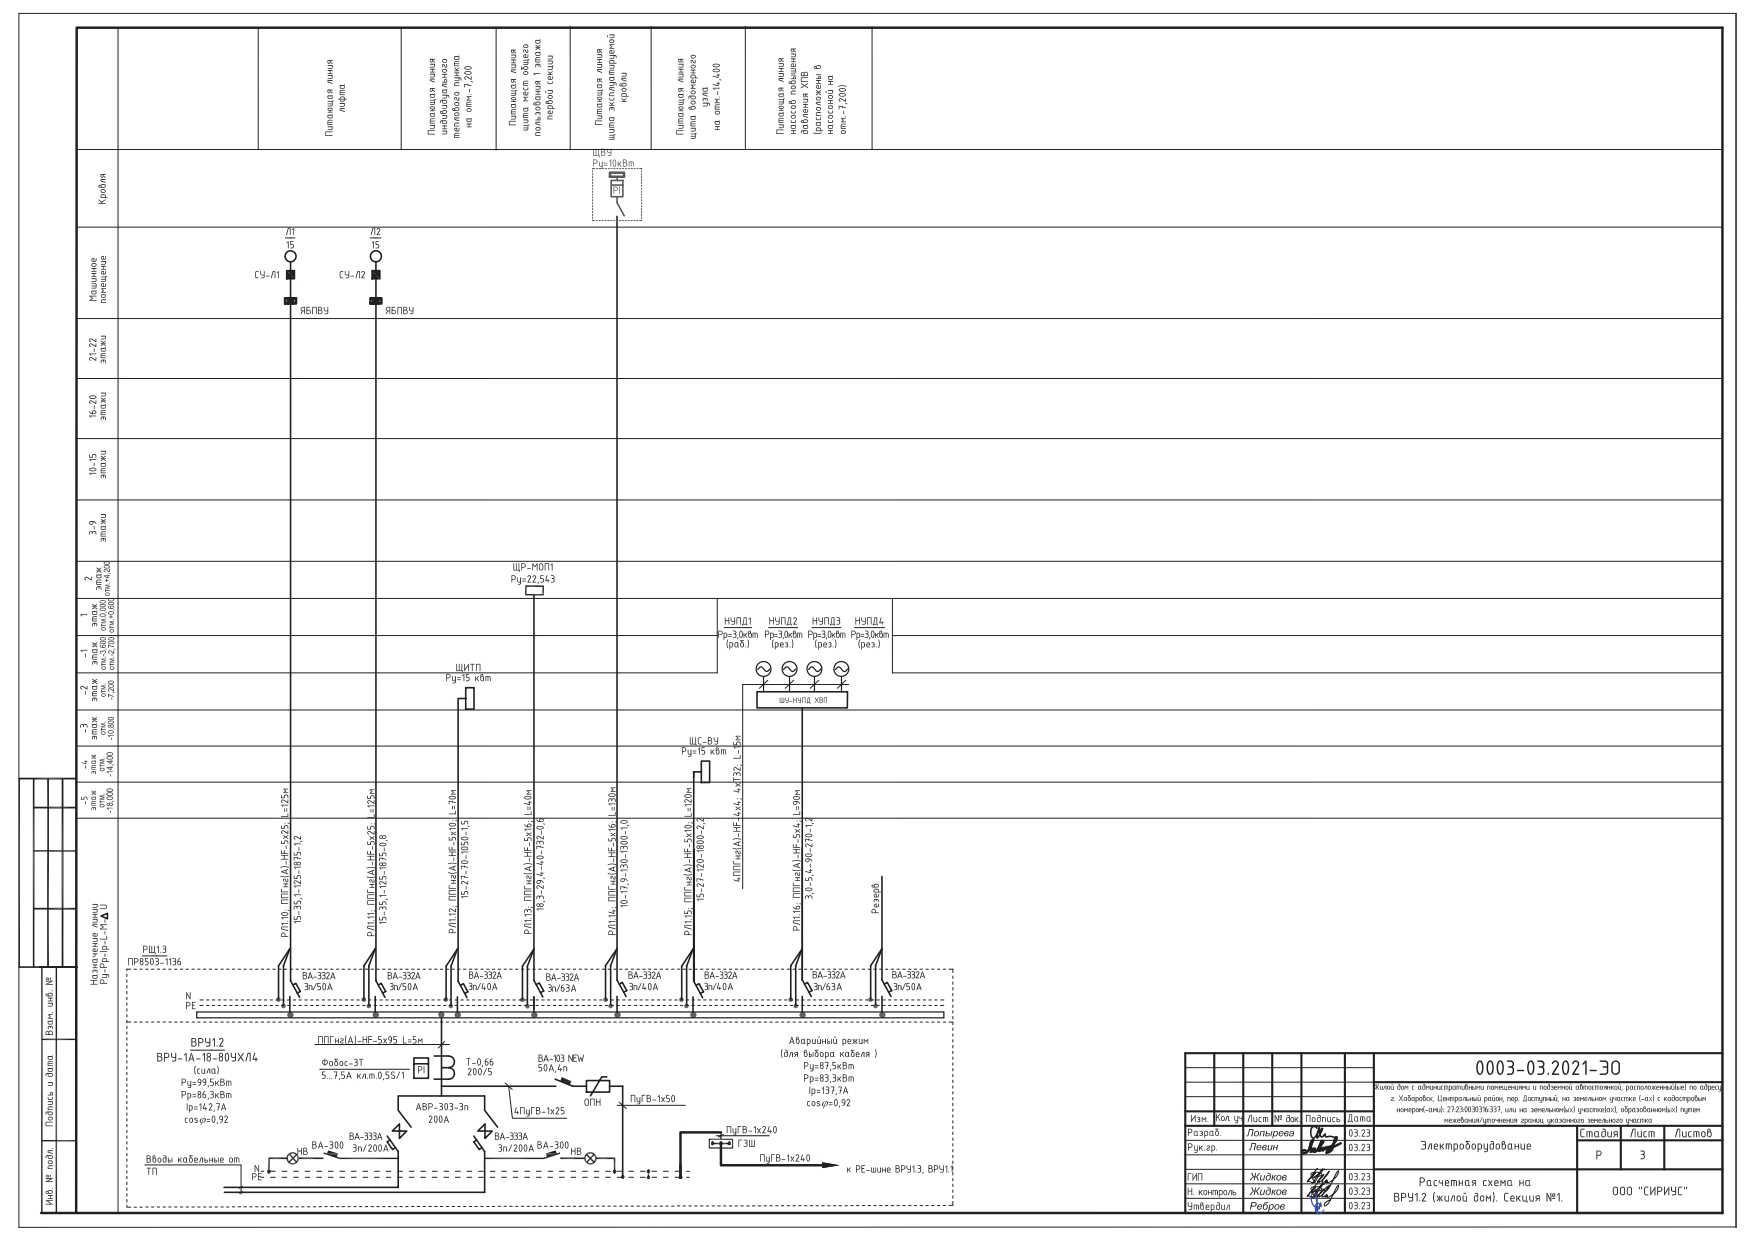 Питающая линия
лифта
Питающая линия
индивидуального
теплового пункта
на отм.-7,200
Питающая линия
щита мест общего
пользования 1 этажа
первой секции
Питающая линия
щита эксплуатируемой
кровли
Питающая линия
щита водомерного
узла
на отм.-14,400
Питающая линия
насосов повышения
давления ХПВ
(расположены в
насосоной на
отм.-7,200)
Кровля
ЩВУ
Ру=10кВт
PI
Машинное
помещение
Л1
15
СУ-Л1
ЯБПВУ
Л2
15
СУ-Л2
ЯБПВУ
21-22
этажи
16-20
этажи
10-15
этажи
3-9
этажи
2
этаж
отм.+4,200
ЩР-МОП1
Ру=22,543
1
этаж
отм.0,000
отм.+0,600
НУПД1
Рр=3,0квт
(раб.)
НУПД2
Рр=3,0квт
(рез.)
НУПД3
Рр=3,0квт
(рез.)
НУПД4
Рр=3,0квт
(рез.)
-1
этаж
отм.-3,600
отм.-2,700
-2
этаж
отм.
-7,200
ЩИТП
Ру=15 квт
ШУ-НУПД ХВП
-3
этаж
отм.
-10,800
-4
этаж
отм.
-14,400
ЩС-ВУ
Ру=15 квт
-5
этаж
отм.
-18,000
Назначение линии
Ру-Рр-Iр-L-М-Δ U
РЛ1.10; ППГнг(А)-HF-5х25; L=125м
15-35,1-125-1875-1,2
РЛ1.11; ППГнг(А)-HF-5х25; L=125м
15-35,1-125-1875-0,8
РЛ1.12; ППГнг(А)-HF-5х10; L=70м
15-27-70-1050-1,5
РЛ1.13; ППГнг(А)-HF-5х16; L=40м
18,3-29,4-40-732-0,6
РЛ1.14; ППГнг(А)-HF-5х16; L=130м
10-17,9-130-1300-1,0
РЛ1.15; ППГнг(А)-HF-5х10; L=120м
15-27-120-1800-2,2
4ППГнг(А)-HF-4х4; 4хТ32; L-15м
РЛ1.16; ППГнг(А)-HF-5х4; L=90м
3,0-5,4-90-270-1,2
Резерв
РЩ1.3
ПР8503-1136
ВА-332А
3п/50А
ВА-332А
3п/50А
ВА-332А
3п/40А
ВА-332А
3п/63А
ВА-332А
3п/40А
ВА-332А
3п/40А
ВА-332А
3п/63А
ВА-332А
3п/50А
N
PE
ВРУ1.2
ВРУ-1А-18-80УХЛ4
(сила)
Ру=99,5кВт
Рр=86,3кВт
Iр=142,7А
cosφ=0,92
ППГнг(А)-HF-5х95 L=5м
Фобос-3Т
5...7,5А кл.т.0,5S/1
PI
Т-0,66
200/5
ВА-103 NEW
50А,4п
ОПН
4ПуГВ-1х25
ПуГВ-1х50
АВР-303-3п
200А
ВА-333А
3п/200А
ВА-333А
3п/200А
НВ
ВА-300
ВА-300
НВ
Вводы кабельные от
ТП
N
PE
Аварийный режим
(для выбора кабеля )
Ру=87,5кВт
Рр=83,3кВт
Iр=137,7А
cosφ=0,92
ПуГВ-1х240
ГЗШ
ПуГВ-1х240
к РЕ-шине ВРУ1.3, ВРУ1.1
Взам. инв. №
Подпись и дата
Инв. № подл.
0003-03.2021-ЭО
Жилой дом с административными помещениями и подземной автостоянкой, расположенный(ые) по адресу
г. Хабаровск, Центральный район, пер. Доступный, на земельном участке (-ах) с кадастровым
номером(-ами): 27:23:0030316:337, или на земельном(ых) участке(ах), образованном(ых) путем
межевания/уточнения границ указанного земельного участка
Изм. Кол. уч Лист № док. Подпись Дата
Разраб. Лопырева 03.23
Рук.гр. Левин 03.23
ГИП Жидков 03.23
Н. контроль Жидков 03.23
Утвердил Ребров 03.23
Электроборудование
Стадия Лист Листов
Р 3
Расчетная схема на
ВРУ1.2 (жилой дом). Секция №1.
ООО "СИРИУС"